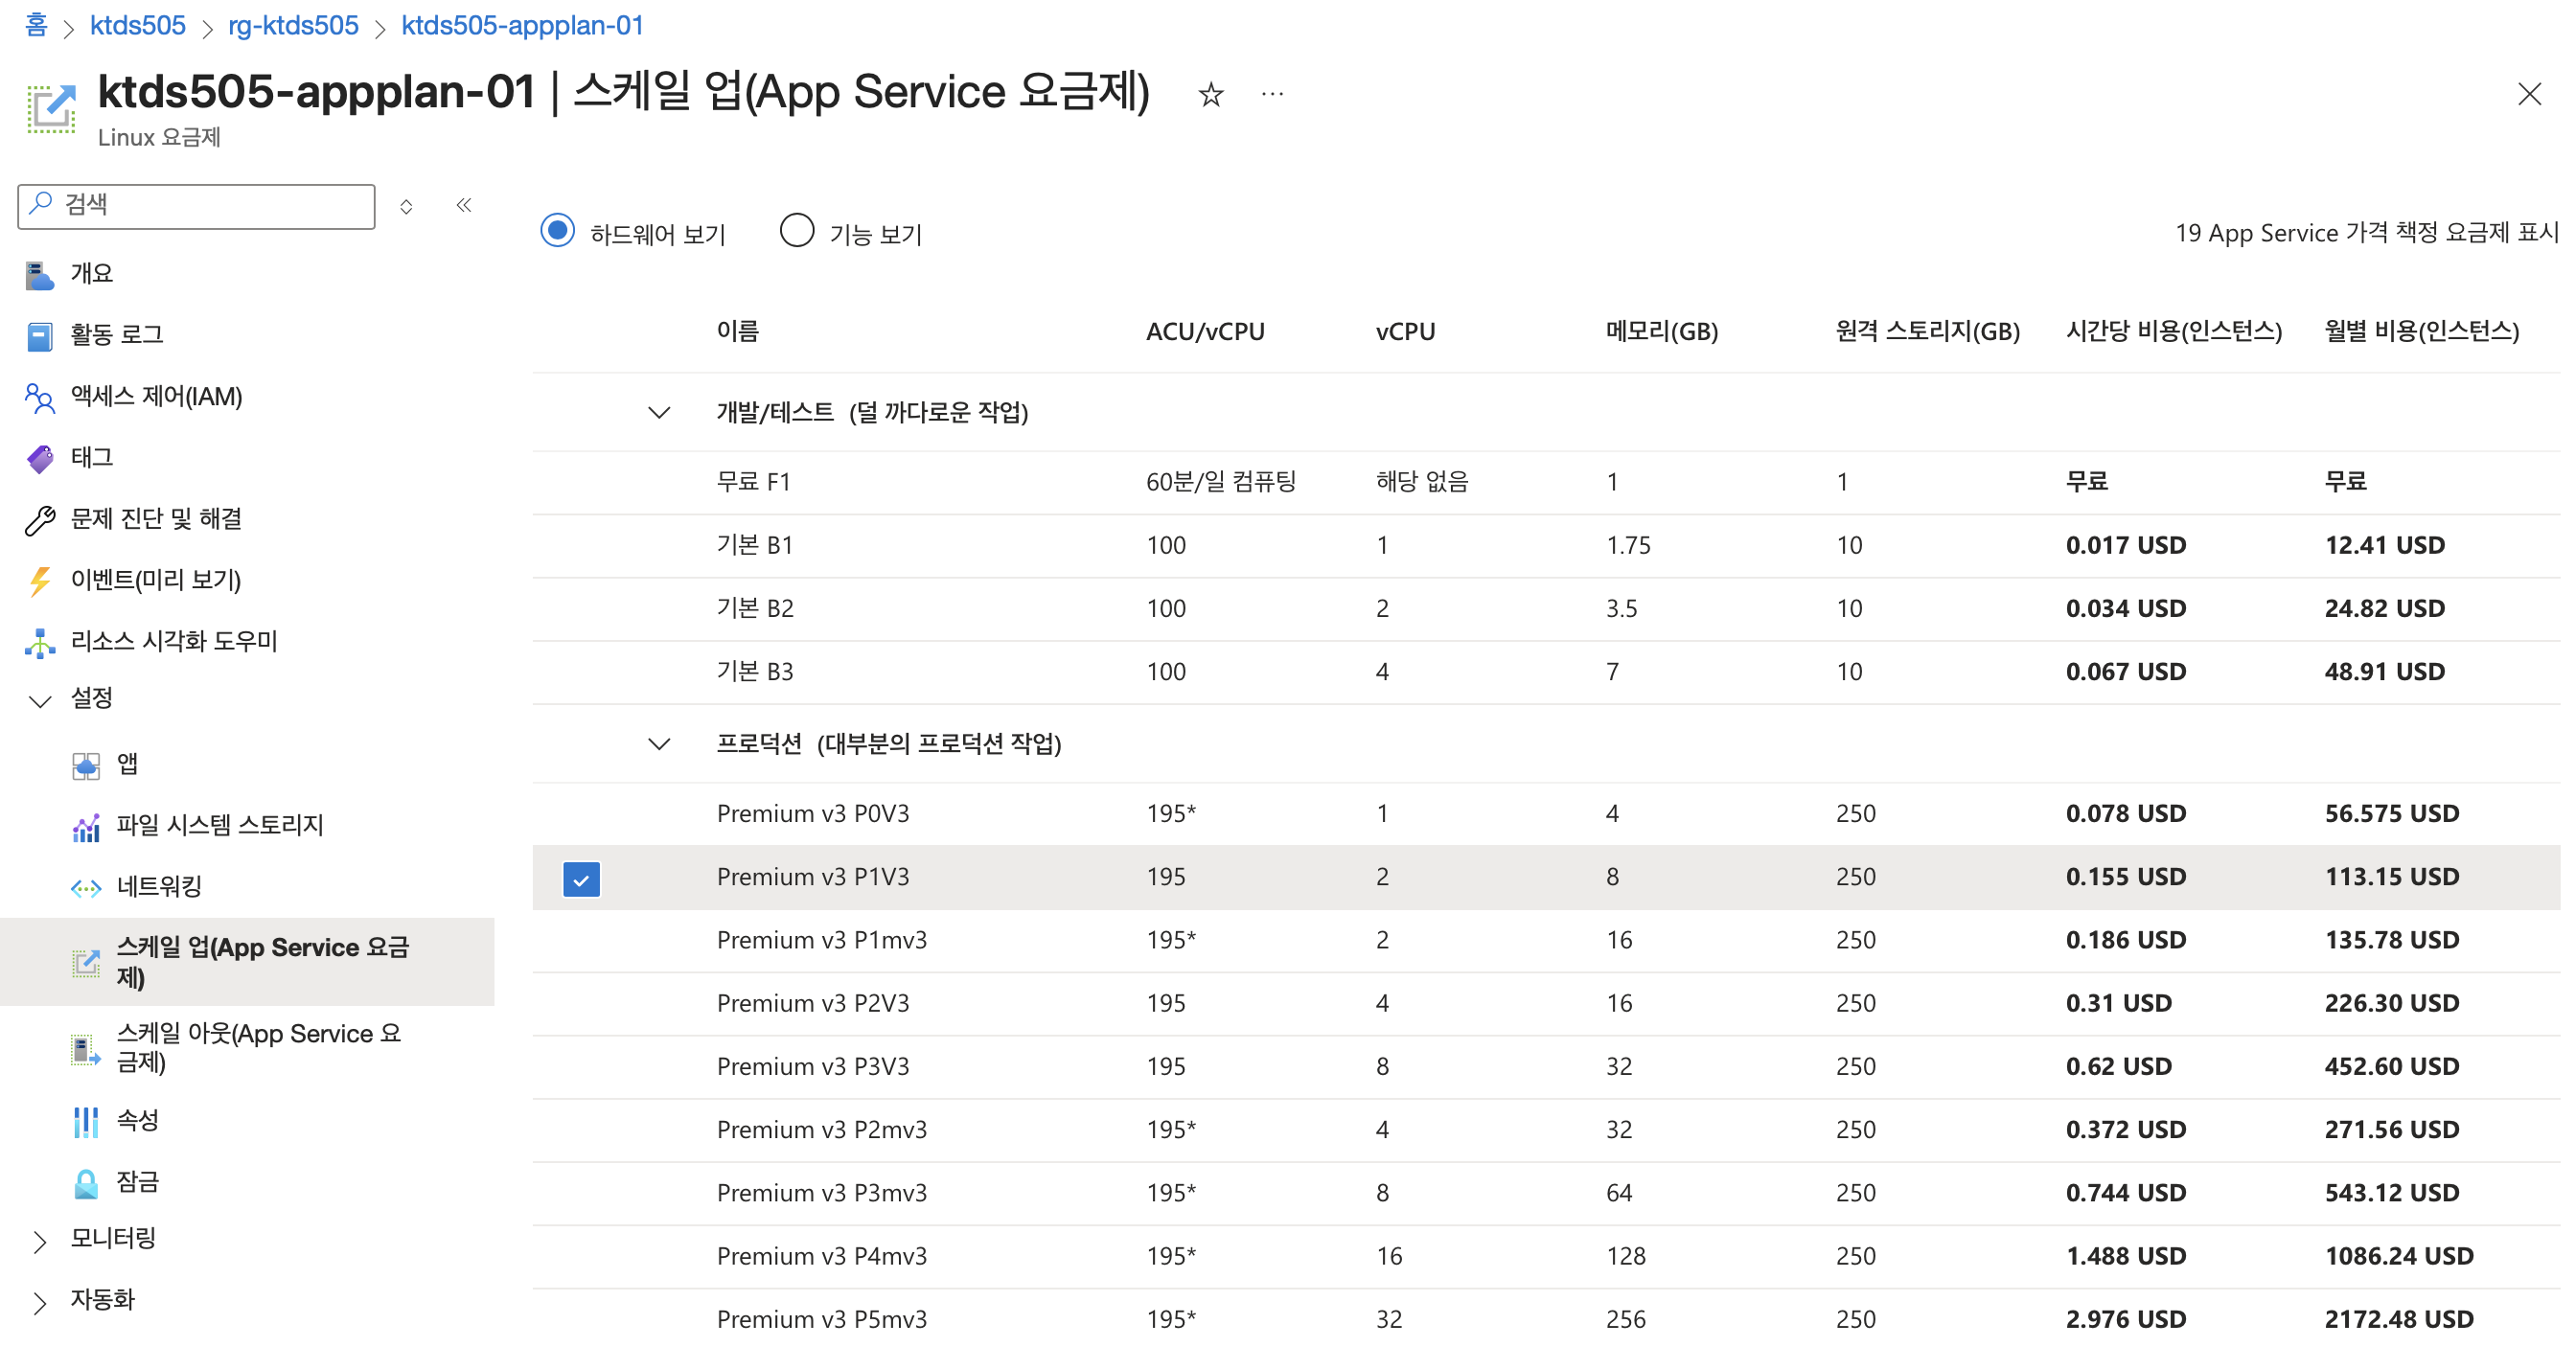 홈 > ktds505 > rg-ktds505 > ktds505-appplan-01
ktds505-appplan-01 | 스케일 업(App Service 요금제)
Linux 요금제
검색
개요
활동 로그
액세스 제어(IAM)
태그
문제 진단 및 해결
이벤트(미리 보기)
리소스 시각화 도우미
설정
앱
파일 시스템 스토리지
네트워킹
스케일 업(App Service 요금
제)
스케일 아웃(App Service 요
금제)
속성
잠금
모니터링
자동화
하드웨어 보기 기능 보기 19 App Service 가격 책정 요금제 표시
이름 ACU/vCPU vCPU 메모리(GB) 원격 스토리지(GB) 시간당 비용(인스턴스) 월별 비용(인스턴스)
개발/테스트 (덜 까다로운 작업)
무료 F1 60분/일 컴퓨팅 해당 없음 1 1 무료 무료
기본 B1 100 1 1.75 10 0.017 USD 12.41 USD
기본 B2 100 2 3.5 10 0.034 USD 24.82 USD
기본 B3 100 4 7 10 0.067 USD 48.91 USD
프로덕션 (대부분의 프로덕션 작업)
Premium v3 P0V3 195* 1 4 250 0.078 USD 56.575 USD
Premium v3 P1V3 195 2 8 250 0.155 USD 113.15 USD
Premium v3 P1mv3 195* 2 16 250 0.186 USD 135.78 USD
Premium v3 P2V3 195 4 16 250 0.31 USD 226.30 USD
Premium v3 P3V3 195 8 32 250 0.62 USD 452.60 USD
Premium v3 P2mv3 195* 4 32 250 0.372 USD 271.56 USD
Premium v3 P3mv3 195* 8 64 250 0.744 USD 543.12 USD
Premium v3 P4mv3 195* 16 128 250 1.488 USD 1086.24 USD
Premium v3 P5mv3 195* 32 256 250 2.976 USD 2172.48 USD